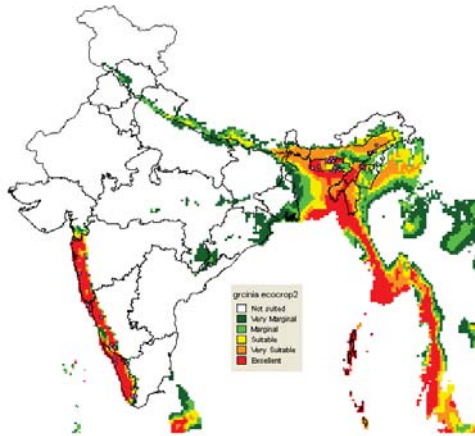 grcinia ecocrop2
Not suited
Very Marginal
Marginal
Suitable
Very Suitable
Excellent